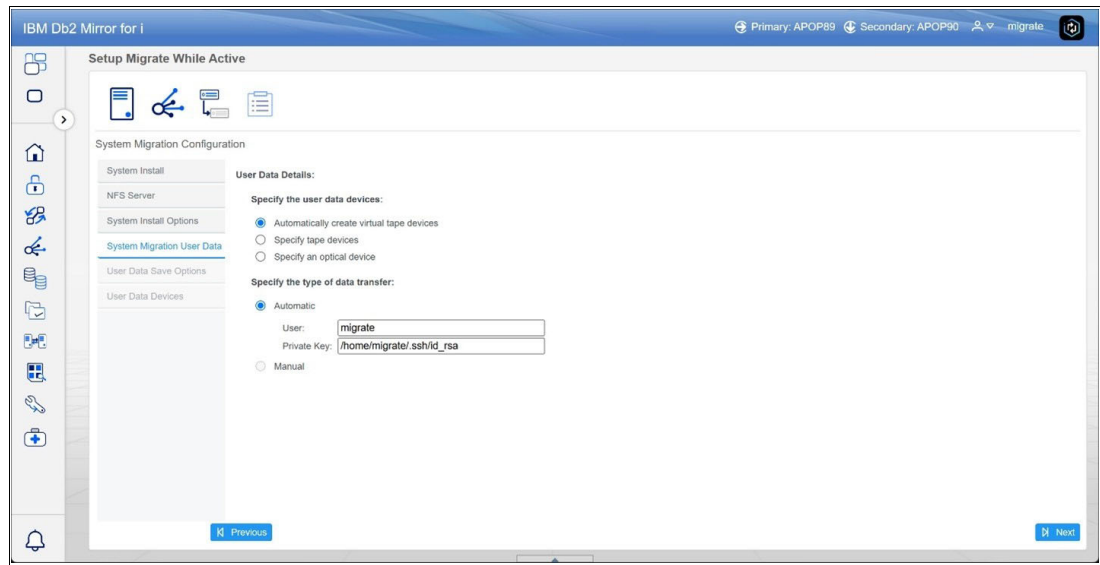 IBM Db2 Mirror for i
Primary: APOP89 Secondary: APOP90 migrate
Setup Migrate While Active
System Migration Configuration
System Install
NFS Server
System Install Options
System Migration User Data
User Data Save Options
User Data Devices
User Data Details:
Specify the user data devices:
Automatically create virtual tape devices
Specify tape devices
Specify an optical device
Specify the type of data transfer:
Automatic
User: migrate
Private Key: /home/migrate/.ssh/id_rsa
Manual
Previous
Next